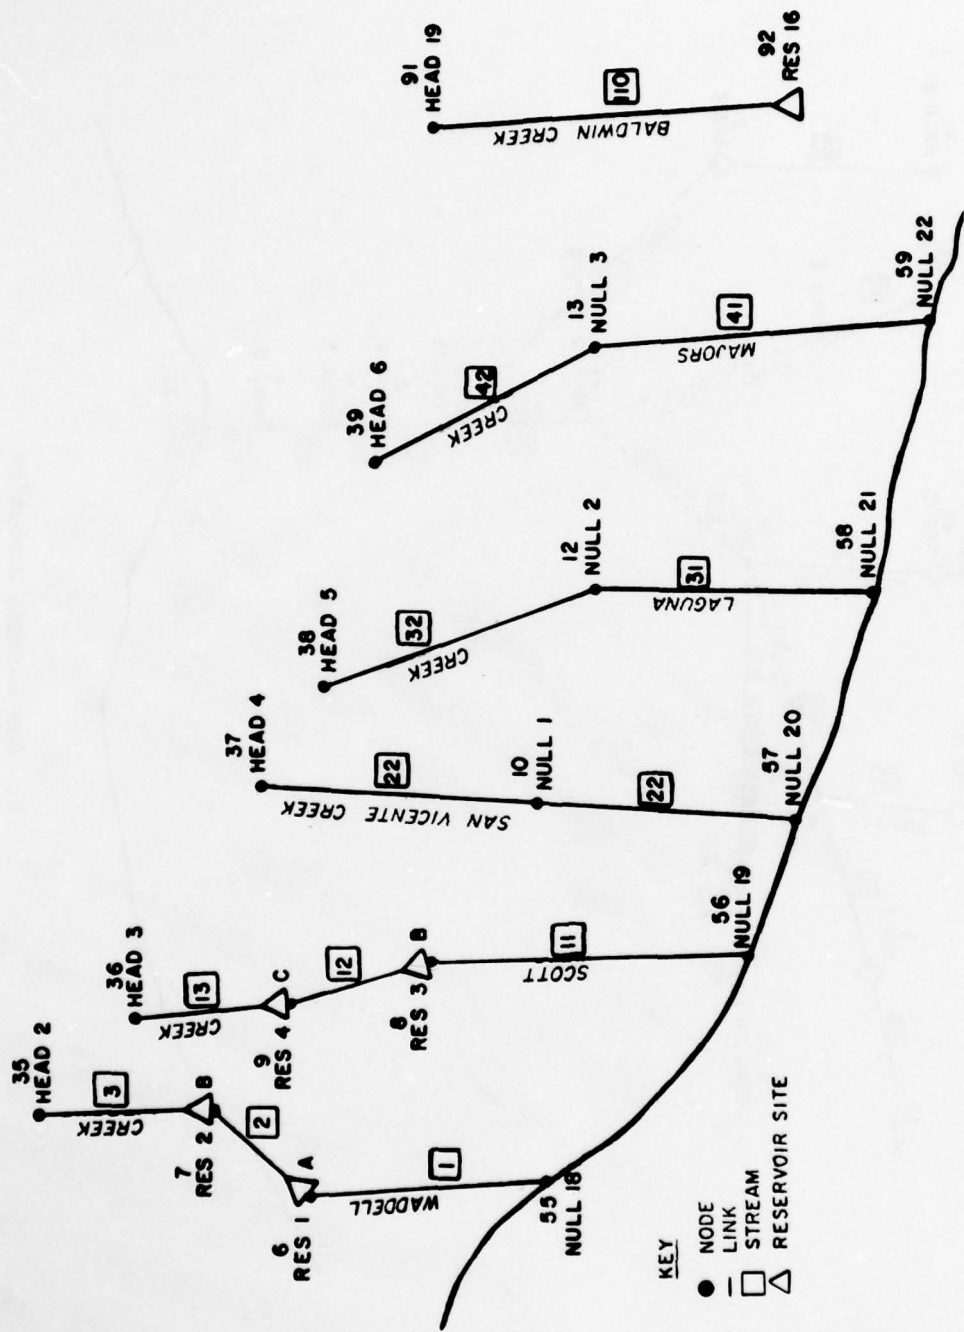 35
HEAD 2
3
CREEK
7
RES 2
B
2
6
RES 1
A
1
WADDELL
55
NULL 18
36
HEAD 3
13
CREEK
9
RES 4
C
12
8
RES 3
B
11
SCOTT
56
NULL 19
37
HEAD 4
22
SAN VICENTE CREEK
10
NULL 1
22
57
NULL 20
38
HEAD 5
32
CREEK
12
NULL 2
31
LAGUNA
58
NULL 21
39
HEAD 6
42
CREEK
13
NULL 3
41
MAJORS
59
NULL 22
91
HEAD 19
110
BALDWIN CREEK
92
RES 16
KEY
NODE
LINK
STREAM
RESERVOIR SITE